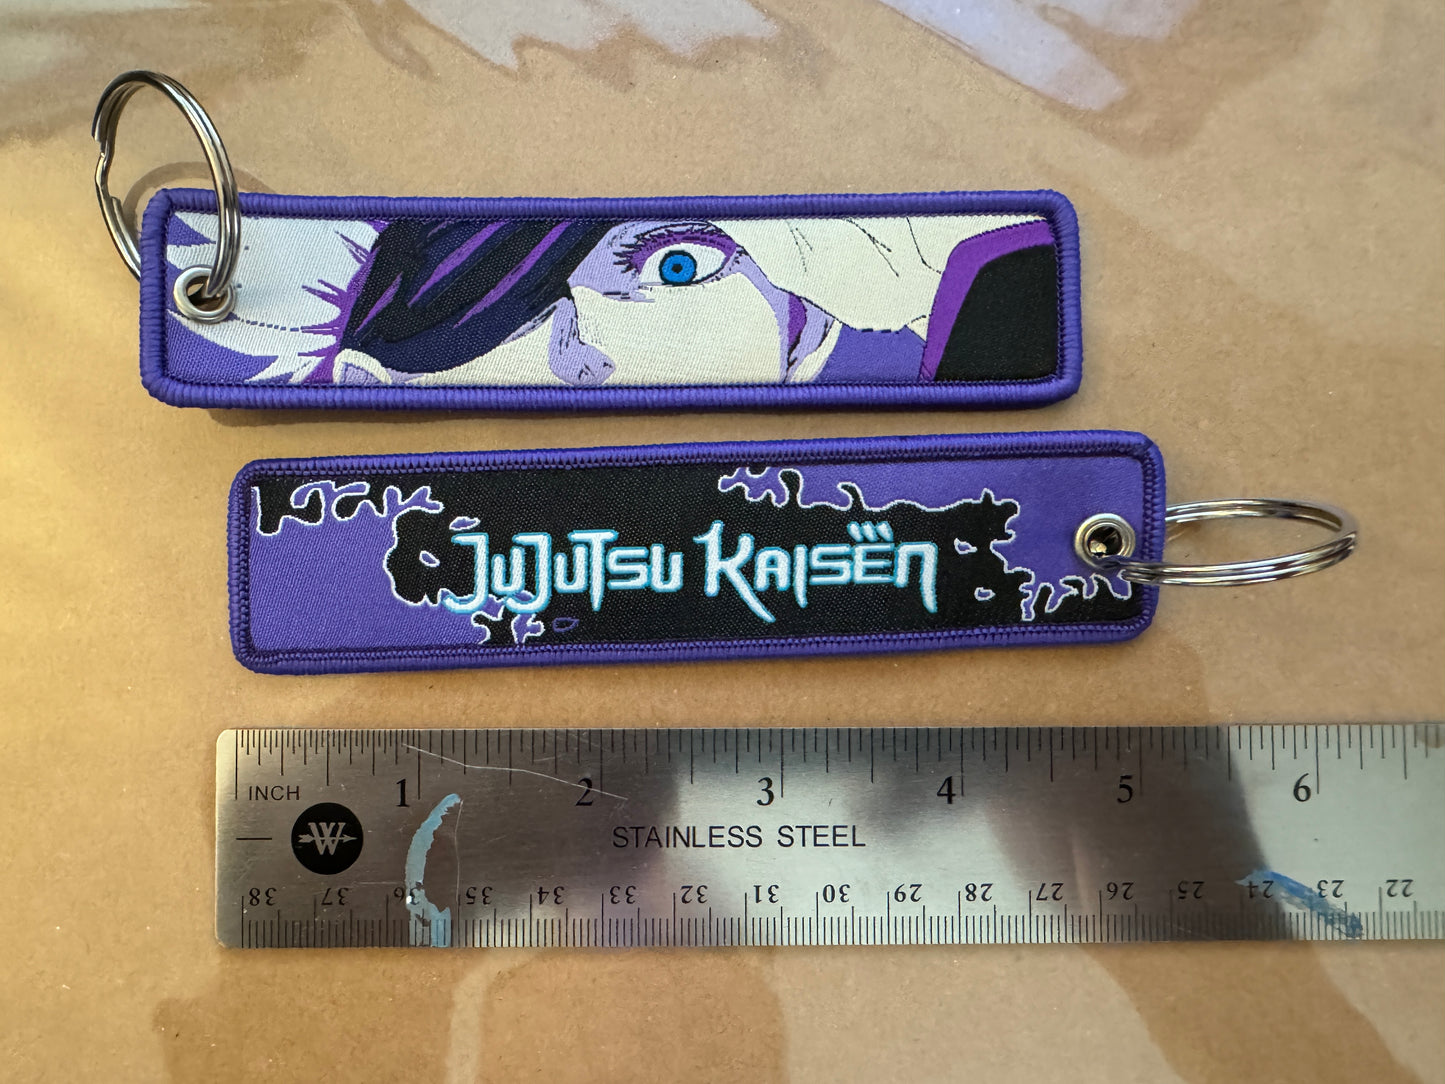 JUJUTSU KAISEN
1 2 3 4 5 6
INCH
W
STAINLESS STEEL
38 37 36 35 34 33 32 31 30 29 28 27 26 25 24 23 22